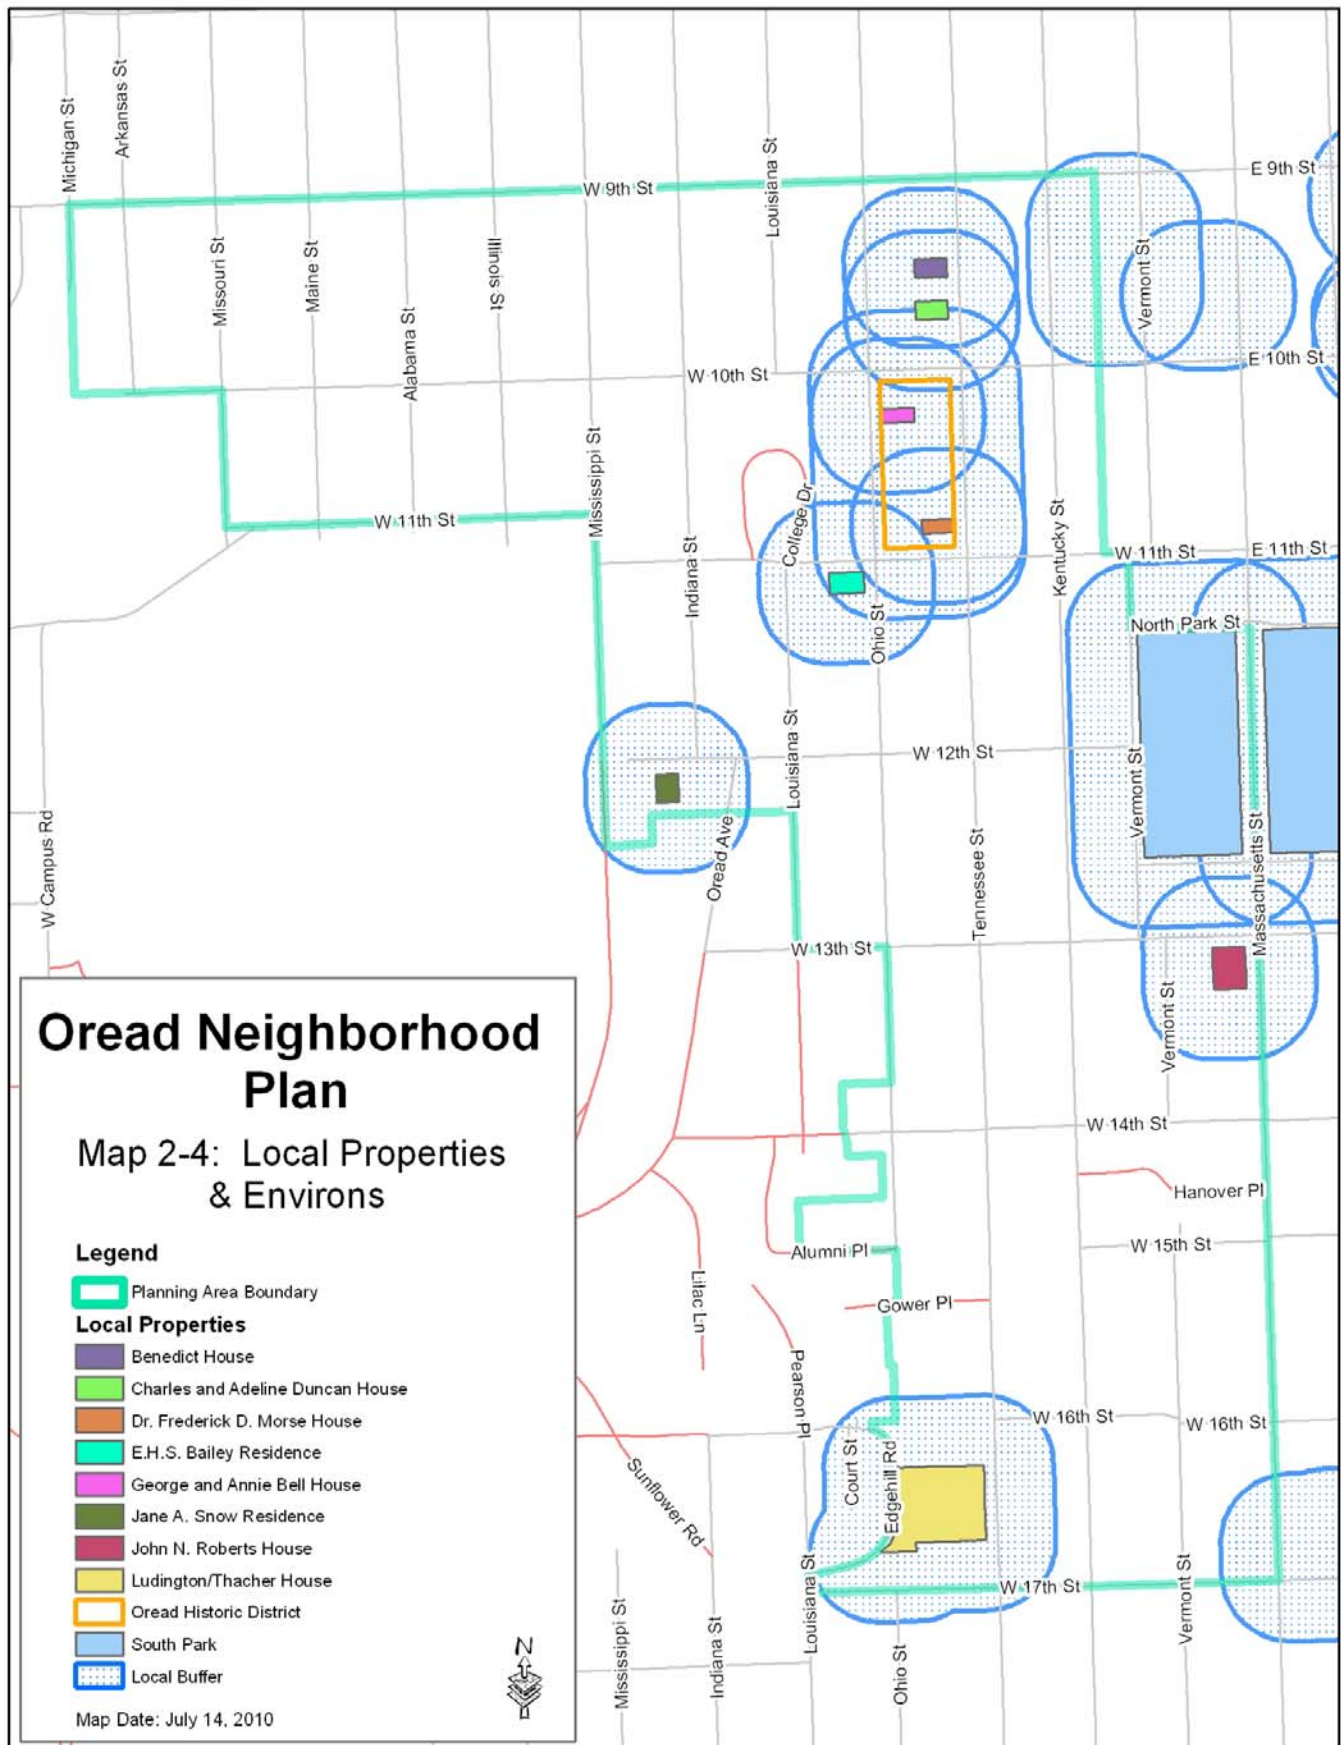 Michigan St
Arkansas St
Louisiana St
W 9th St
E 9th St
Missouri St
Maine St
Illinois St
Alabama St
Vermont St
W 10th St
E 10th St
Mississippi St
College Dr
W 11th St
Indiana St
Kentucky St
W 11th St
E 11th St
Ohio St
North Park St
W 12th St
Louisiana St
Vermont St
W Campus Rd
Oread Ave
Tennessee St
Massachusetts St
W 13th St
Vermont St
W 14th St
Hanover Pl
W 15th St
Alumni Pl
Lilac Ln
Gower Pl
Pearson Pl
W 16th St
W 16th St
Court St
Edgehill Rd
Sunflower Rd
Louisiana St
W 17th St
Vermont St
Mississippi St
Indiana St
Ohio St
Oread Neighborhood
Plan
Map 2-4: Local Properties
& Environs
Legend
Planning Area Boundary
Local Properties
Benedict House
Charles and Adeline Duncan House
Dr. Frederick D. Morse House
E.H.S. Bailey Residence
George and Annie Bell House
Jane A. Snow Residence
John N. Roberts House
Ludington/Thacher House
Oread Historic District
South Park
Local Buffer
N
Map Date: July 14, 2010